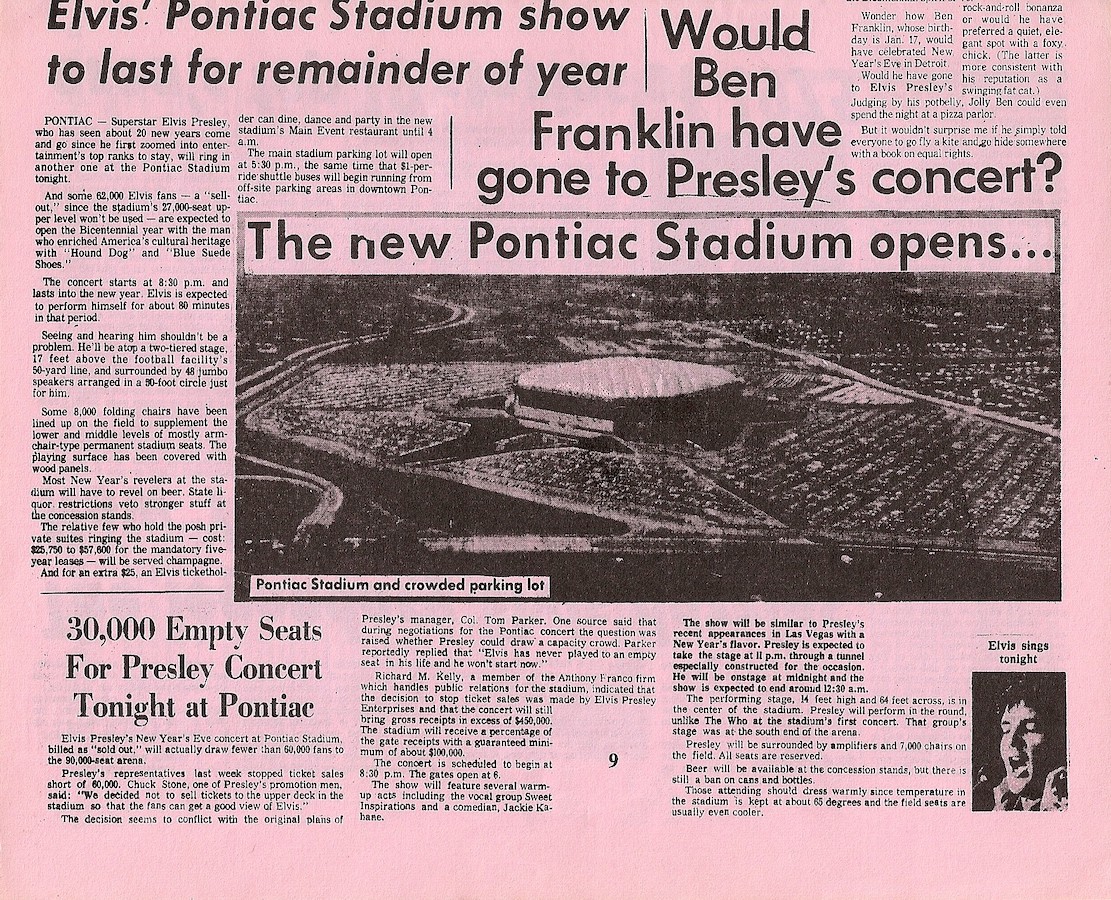 Elvis' Pontiac Stadium show
to last for remainder of year
PONTIAC — Superstar Elvis Presley,
who has seen about 20 new years come
and go since he first zoomed into enter-
tainment's top ranks to stay, will ring in
another one at the Pontiac Stadium
tonight.
And some 62,000 Elvis fans — a "sell-
out," since the stadium's 27,000-seat up-
per level won't be used — are expected to
open the Bicentennial year with the man
who enriched America's cultural heritage
with "Hound Dog" and "Blue Suede
Shoes."
The concert starts at 8:30 p.m. and
lasts into the new year. Elvis is expected
to perform himself for about 80 minutes
in that period.
Seeing and hearing him shouldn't be a
problem. He'll be atop a two-tiered stage,
17 feet above the football facility's
50-yard line, and surrounded by 48 jumbo
speakers arranged in a 90-foot circle just
for him.
Some 8,000 folding chairs have been
lined up on the field to supplement the
lower and middle levels of mostly arm-
chair-type permanent stadium seats. The
playing surface has been covered with
wood panels.
Most New Year's revelers at the sta-
dium will have to revel on beer. State li-
quor restrictions veto stronger stuff at
the concession stands.
The relative few who hold the posh pri-
vate suites ringing the stadium — cost:
$25,750 to $57,600 for the mandatory five-
year leases — will be served champagne.
And for an extra $25, an Elvis tickethol-
der can dine, dance and party in the new
stadium's Main Event restaurant until 4
a.m.
The main stadium parking lot will open
at 5:30 p.m., the same time that $1-per-
ride shuttle buses will begin running from
off-site parking areas in downtown Pon-
tiac.
Would
Ben
Franklin have
gone to Presley's concert?
Wonder how Ben
Franklin, whose birth-
day is Jan. 17, would
have celebrated New
Year's Eve in Detroit.
Would he have gone
to Elvis Presley's
rock-and-roll bonanza
or would he have
preferred a quiet, ele-
gant spot with a foxy
chick. (The latter is
more consistent with
his reputation as a
swinging fat cat.)
Judging by his potbelly, Jolly Ben could even
spend the night at a pizza parlor.
But it wouldn't surprise me if he simply told
everyone to go fly a kite and go hide somewhere
with a book on equal rights.
The new Pontiac Stadium opens...
Pontiac Stadium and crowded parking lot
30,000 Empty Seats
For Presley Concert
Tonight at Pontiac
Elvis Presley's New Year's Eve concert at Pontiac Stadium,
billed as "sold out," will actually draw fewer than 60,000 fans to
the 90,000-seat arena.
Presley's representatives last week stopped ticket sales
short of 60,000. Chuck Stone, one of Presley's promotion men,
said: "We decided not to sell tickets to the upper deck in the
stadium so that the fans can get a good view of Elvis."
The decision seems to conflict with the original plans of
Presley's manager, Col. Tom Parker. One source said that
during negotiations for the Pontiac concert the question was
raised whether Presley could draw a capacity crowd. Parker
reportedly replied that "Elvis has never played to an empty
seat in his life and he won't start now."
Richard M. Kelly, a member of the Anthony Franco firm
which handles public relations for the stadium, indicated that
the decision to stop ticket sales was made by Elvis Presley
Enterprises and that the concert will still
bring gross receipts in excess of $450,000.
The stadium will receive a percentage of
the gate receipts with a guaranteed mini-
mum of about $100,000.
The concert is scheduled to begin at
8:30 p.m. The gates open at 6.
The show will feature several warm-
up acts including the vocal group Sweet
Inspirations and a comedian, Jackie Ka-
hane.
9
The show will be similar to Presley's
recent appearances in Las Vegas with a
New Year's flavor. Presley is expected to
take the stage at 11 p.m. through a tunnel
especially constructed for the occasion.
He will be onstage at midnight and the
show is expected to end around 12:30 a.m.
The performing stage, 14 feet high and 64 feet across, is in
the center of the stadium. Presley will perform in the round,
unlike The Who at the stadium's first concert. That group's
stage was at the south end of the arena.
Presley will be surrounded by amplifiers and 7,000 chairs on
the field. All seats are reserved.
Beer will be available at the concession stands, but there is
still a ban on cans and bottles.
Those attending should dress warmly since temperature in
the stadium is kept at about 65 degrees and the field seats are
usually even cooler.
Elvis sings
tonight